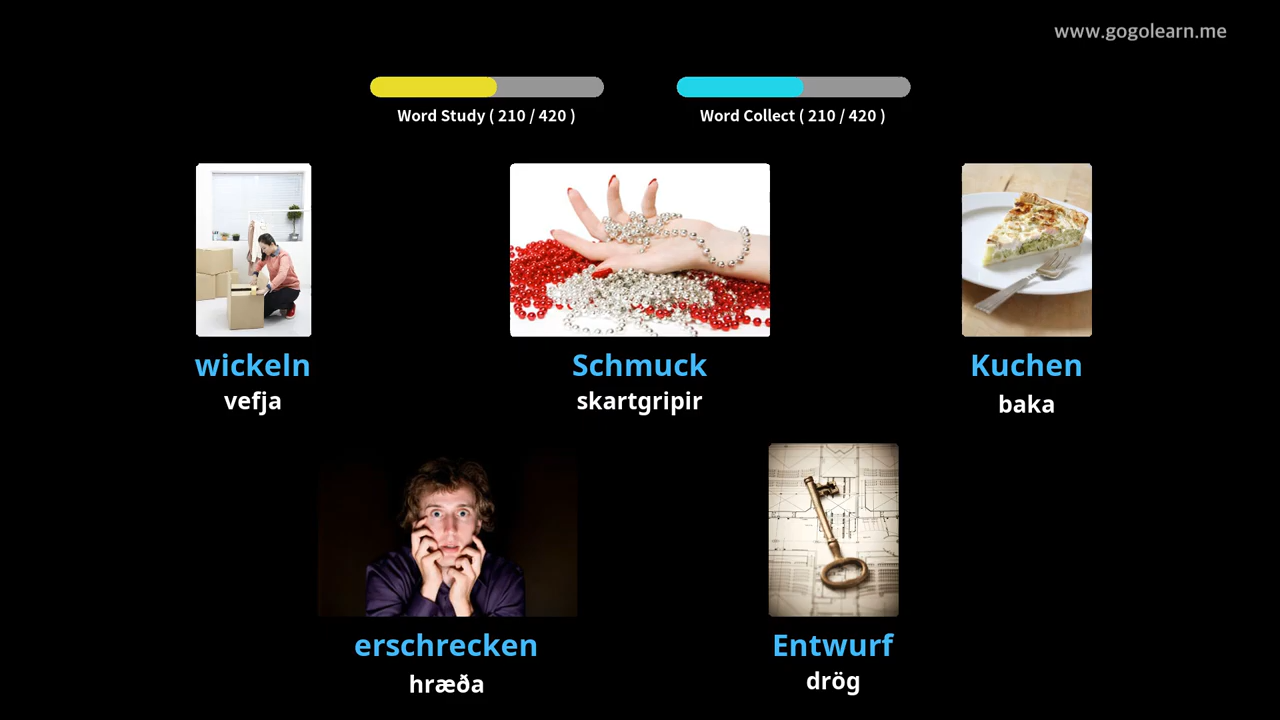 www.gogolearn.me
Word Study ( 210 / 420 )
Word Collect ( 210 / 420 )
wickeln
vefja
Schmuck
skartgripir
Kuchen
baka
erschrecken
hræða
Entwurf
drög